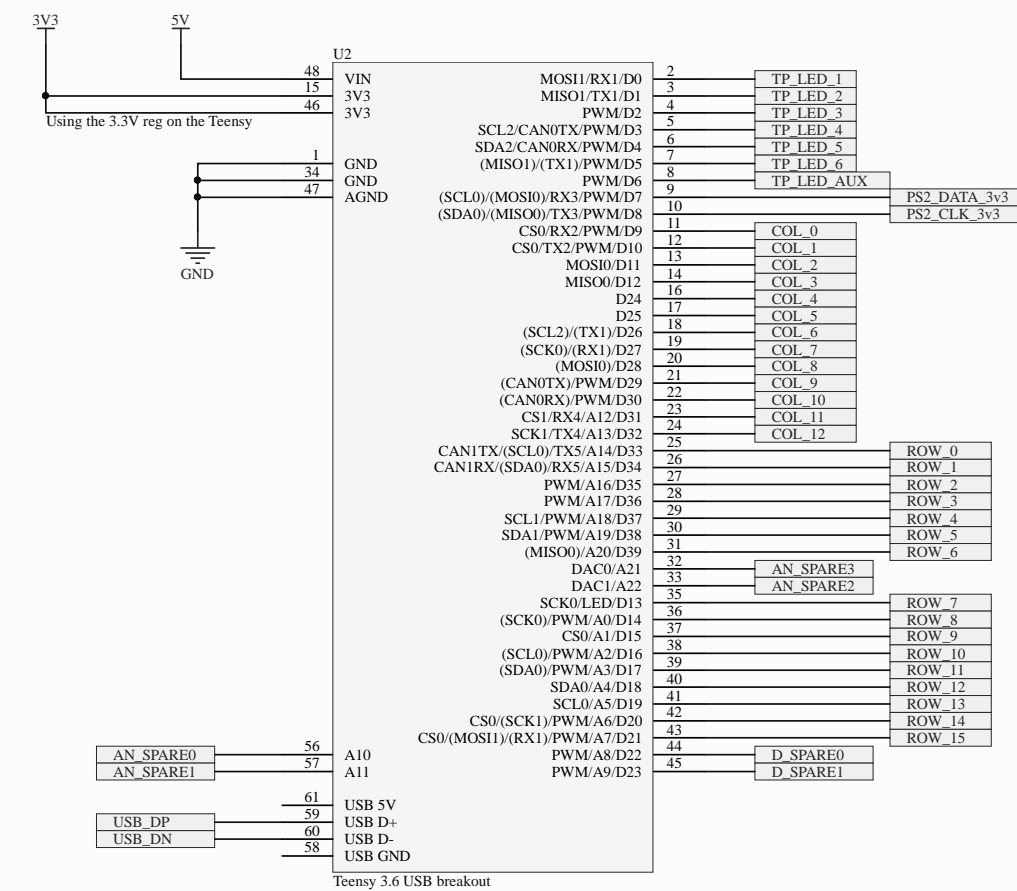 3V3 5V
U2
48 VIN MOSI1/RX1/D0 2 TP_LED_1
15 3V3 MISO1/TX1/D1 3 TP_LED_2
46 3V3 PWM/D2 4 TP_LED_3
Using the 3.3V reg on the Teensy
SCL2/CAN0TX/PWM/D3 5 TP_LED_4
SDA2/CAN0RX/PWM/D4 6 TP_LED_5
1 GND (MISO1)/(TX1)/PWM/D5 7 TP_LED_6
34 GND PWM/D6 8 TP_LED_AUX
47 AGND (SCL0)/(MOSI0)/RX3/PWM/D7 9 PS2_DATA_3v3
(SDA0)/(MISO0)/TX3/PWM/D8 10 PS2_CLK_3v3
CS0/RX2/PWM/D9 11 COL_0
CS0/TX2/PWM/D10 12 COL_1
MOSI0/D11 13 COL_2
GND
MISO0/D12 14 COL_3
D24 16 COL_4
D25 17 COL_5
(SCL2)/(TX1)/D26 18 COL_6
(SCK0)/(RX1)/D27 19 COL_7
(MOSI0)/D28 20 COL_8
(CAN0TX)/PWM/D29 21 COL_9
(CAN0RX)/PWM/D30 22 COL_10
CS1/RX4/A12/D31 23 COL_11
SCK1/TX4/A13/D32 24 COL_12
CAN1TX/(SCL0)/TX5/A14/D33 25 ROW_0
CAN1RX/(SDA0)/RX5/A15/D34 26 ROW_1
PWM/A16/D35 27 ROW_2
PWM/A17/D36 28 ROW_3
SCL1/PWM/A18/D37 29 ROW_4
SDA1/PWM/A19/D38 30 ROW_5
(MISO0)/A20/D39 31 ROW_6
DAC0/A21 32 AN_SPARE3
DAC1/A22 33 AN_SPARE2
SCK0/LED/D13 35 ROW_7
(SCK0)/PWM/A0/D14 36 ROW_8
CS0/A1/D15 37 ROW_9
(SCL0)/PWM/A2/D16 38 ROW_10
(SDA0)/PWM/A3/D17 39 ROW_11
SDA0/A4/D18 40 ROW_12
SCL0/A5/D19 41 ROW_13
CS0/(SCK1)/PWM/A6/D20 42 ROW_14
CS0/(MOSI1)/(RX1)/PWM/A7/D21 43 ROW_15
AN_SPARE0 56 A10 PWM/A8/D22 44 D_SPARE0
AN_SPARE1 57 A11 PWM/A9/D23 45 D_SPARE1
61 USB 5V
USB_DP 59 USB D+
USB_DN 60 USB D-
58 USB GND
Teensy 3.6 USB breakout